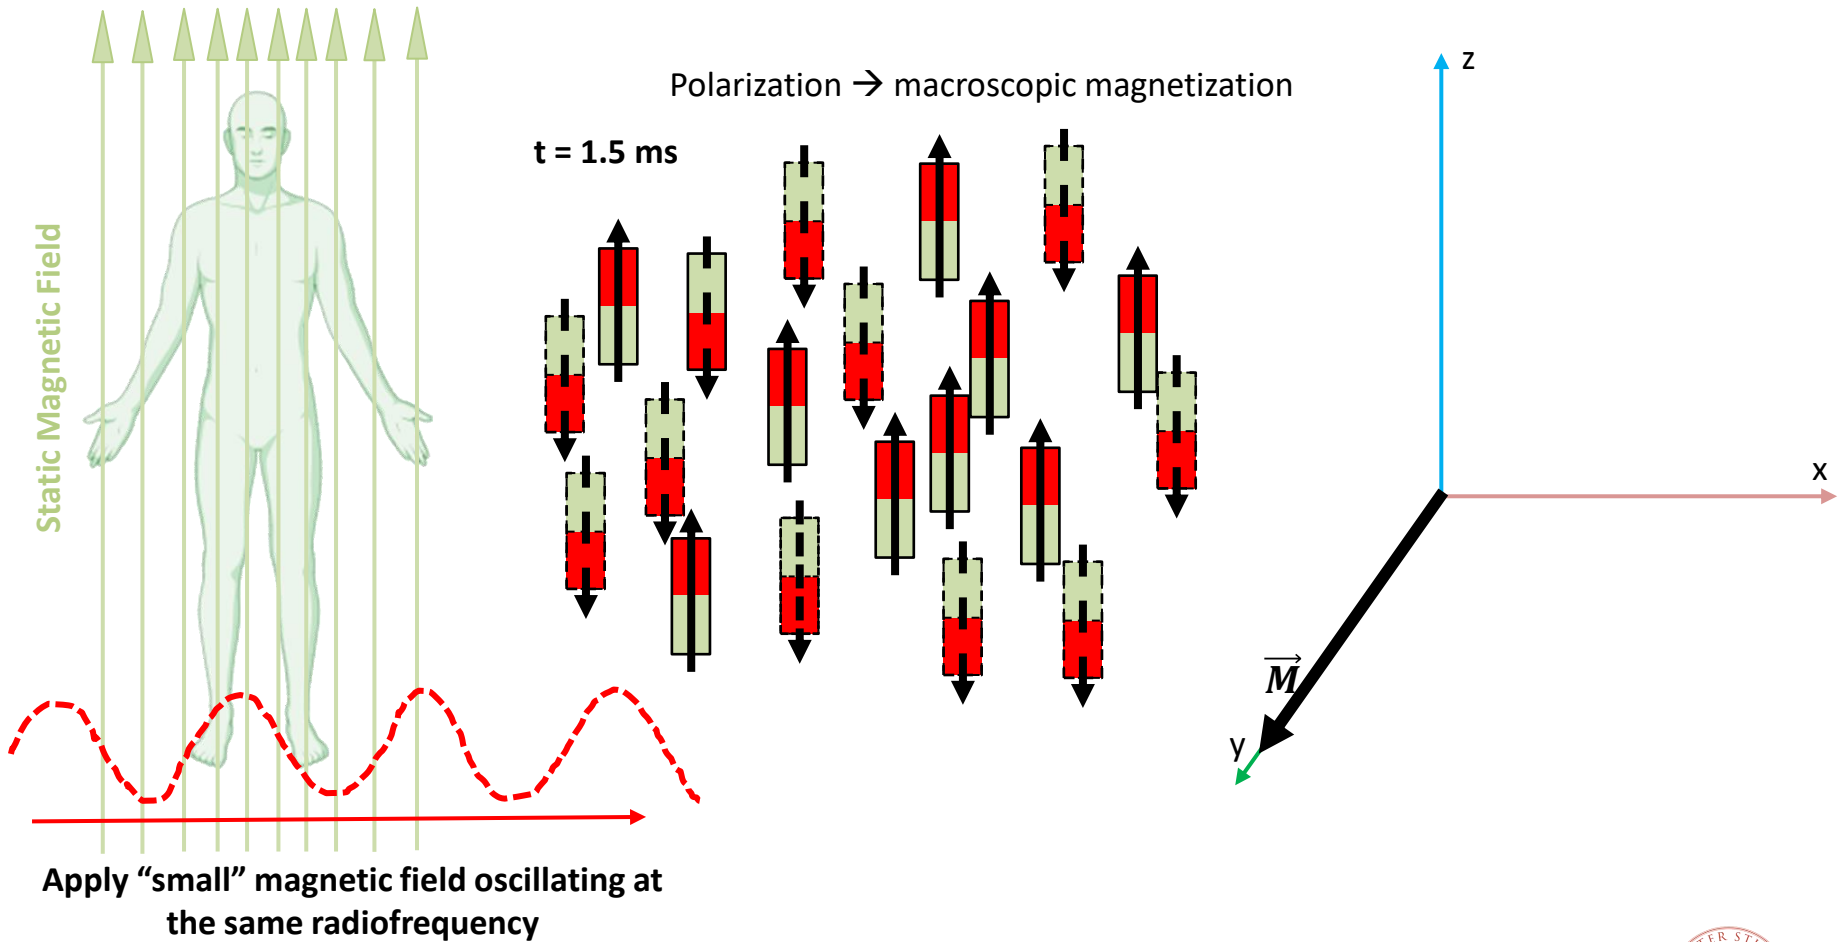 Static Magnetic Field
Polarization → macroscopic magnetization
t = 1.5 ms
z
x
y
M
Apply “small” magnetic field oscillating at
the same radiofrequency